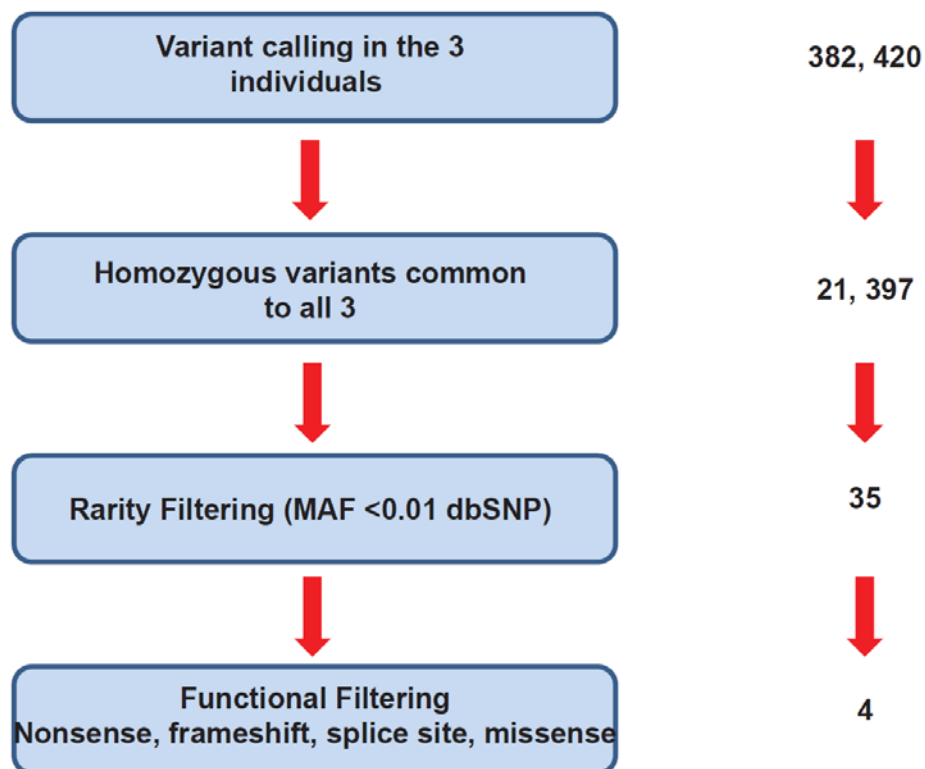 Variant calling in the 3
individuals
382, 420
Homozygous variants common
to all 3
21, 397
Rarity Filtering (MAF <0.01 dbSNP)
35
Functional Filtering
Nonsense, frameshift, splice site, missense
4